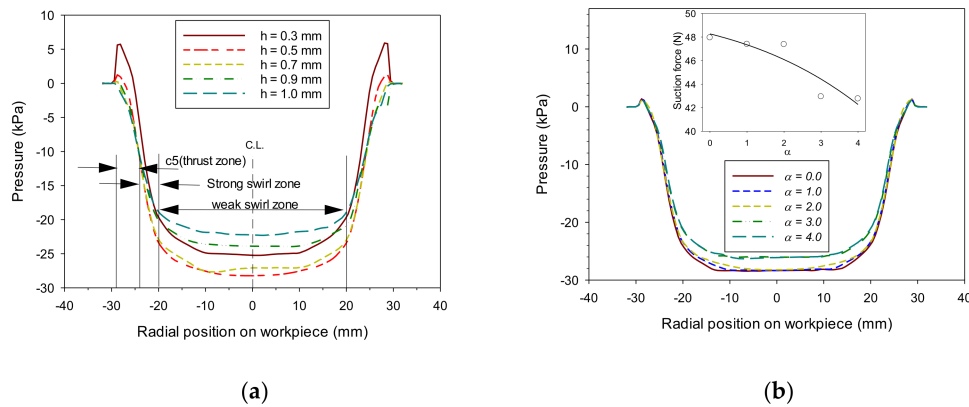 10
5
0
-5
-10
-15
-20
-25
-30
Pressure (kPa)
h = 0.3 mm
h = 0.5 mm
h = 0.7 mm
h = 0.9 mm
h = 1.0 mm
C.L.
c5(thrust zone)
Strong swirl zone
weak swirl zone
-40 -30 -20 -10 0 10 20 30 40
Radial position on workpiece (mm)
(a)
10
0
-10
-20
-30
Pressure (kPa)
48
46
44
42
40
Suction force (N)
0 1 2 3 4
α
α = 0.0
α = 1.0
α = 2.0
α = 3.0
α = 4.0
-40 -30 -20 -10 0 10 20 30 40
Radial position on workpiece (mm)
(b)